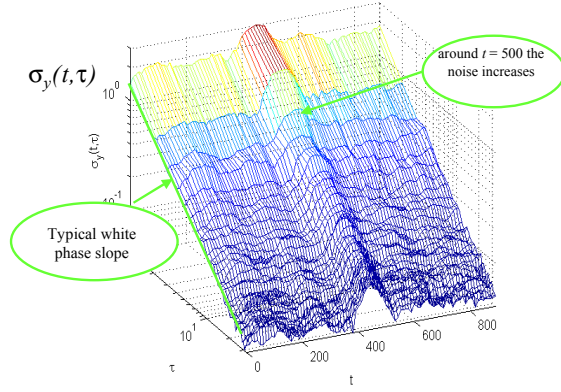 σy(t,τ)
around t = 500 the
noise increases
10^0
σy(t,τ)
10^-1
Typical white
phase slope
10^1
τ
0
200
400
600
800
t